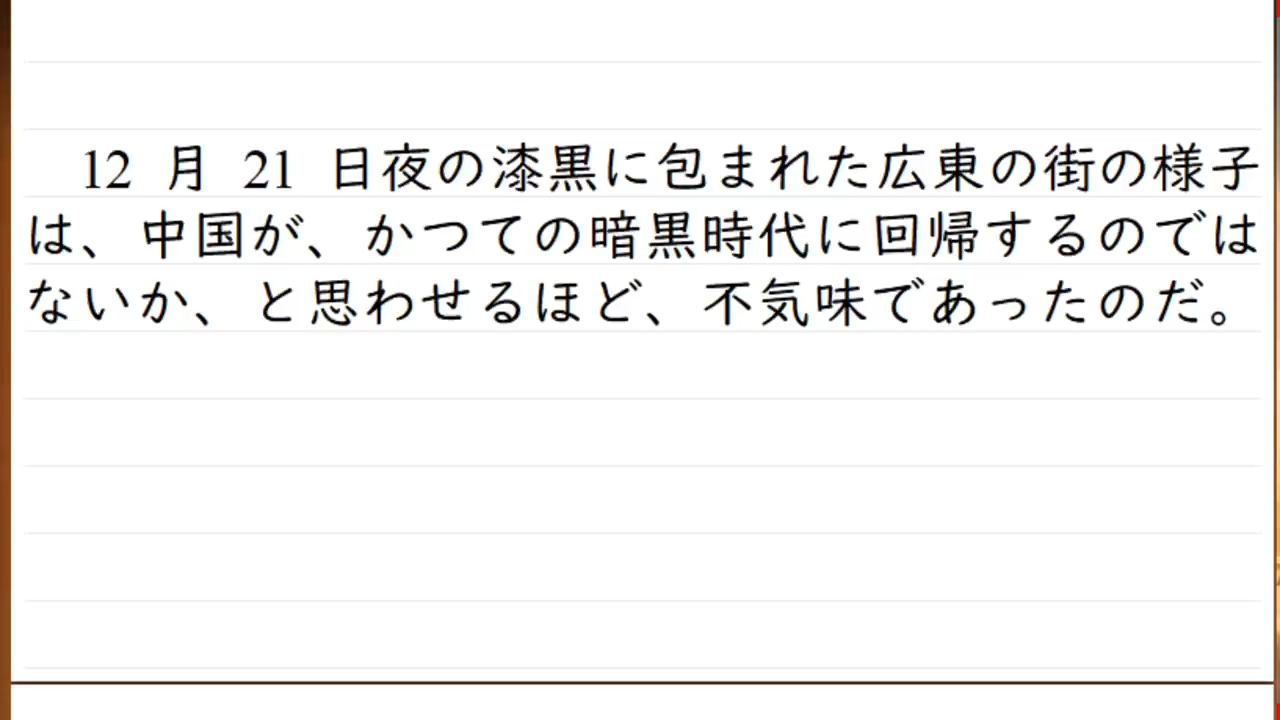 12 月 21 日夜の漆黒に包まれた広東の街の様子
は、中国が、かつての暗黒時代に回帰するのでは
ないか、と思わせるほど、不気味であったのだ。